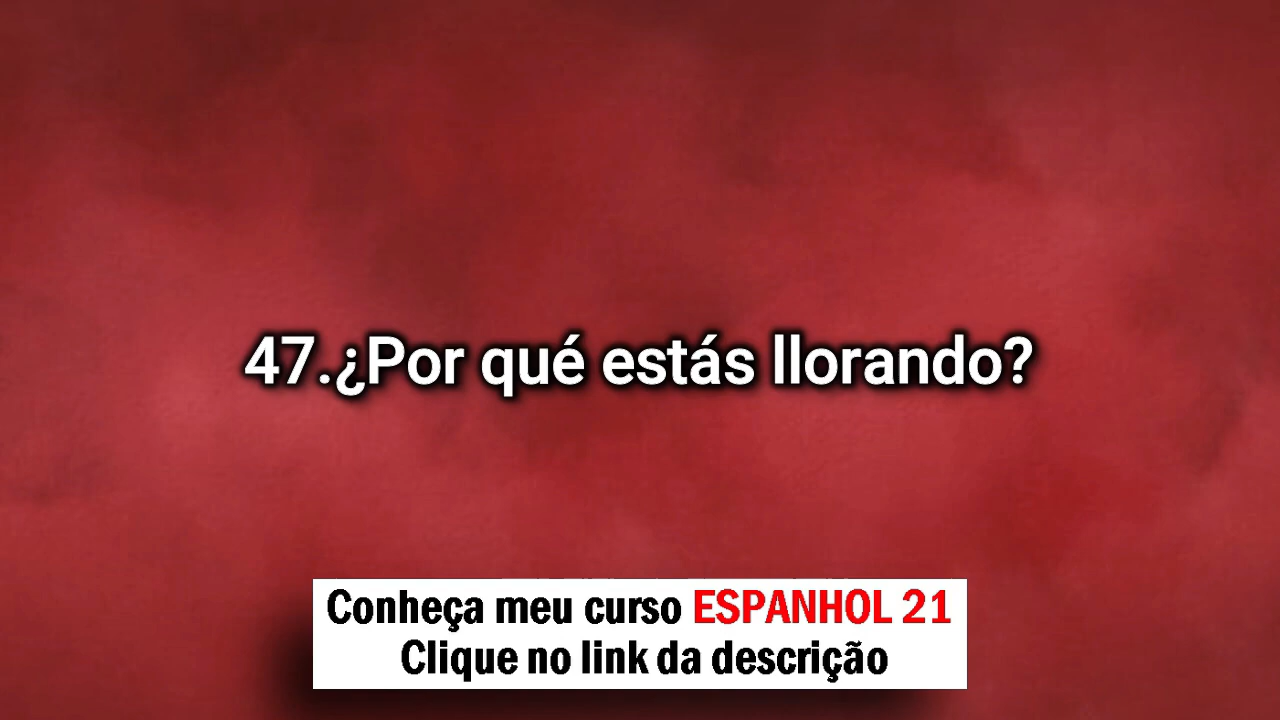 47.¿Por qué estás llorando?
Conheça meu curso ESPANHOL 21
Clique no link da descrição